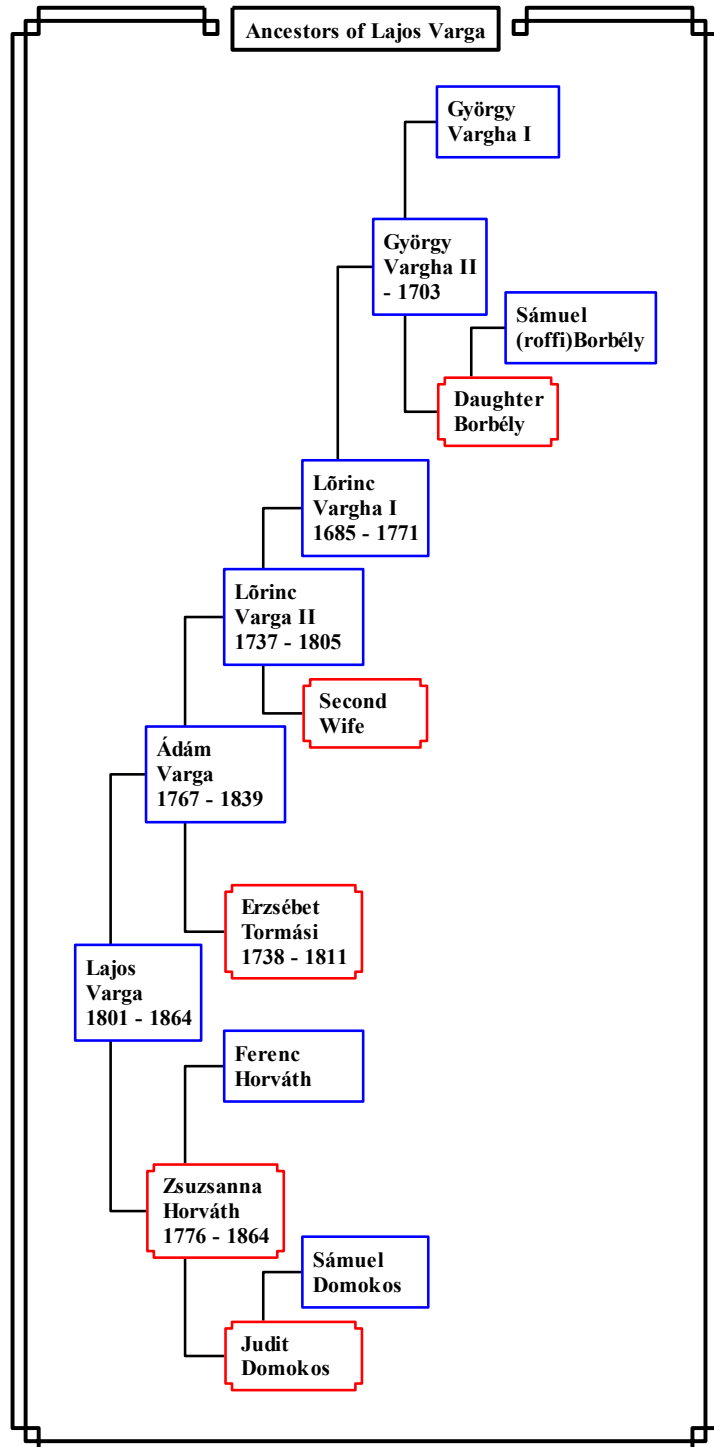 Ancestors of Lajos Varga
György
Vargha I
György
Vargha II
- 1703
Sámuel
(roffi)Borbély
Daughter
Borbély
Lõrinc
Vargha I
1685 - 1771
Lõrinc
Varga II
1737 - 1805
Second
Wife
Ádám
Varga
1767 - 1839
Erzsébet
Tormási
1738 - 1811
Lajos
Varga
1801 - 1864
Ferenc
Horváth
Zsuzsanna
Horváth
1776 - 1864
Sámuel
Domokos
Judit
Domokos